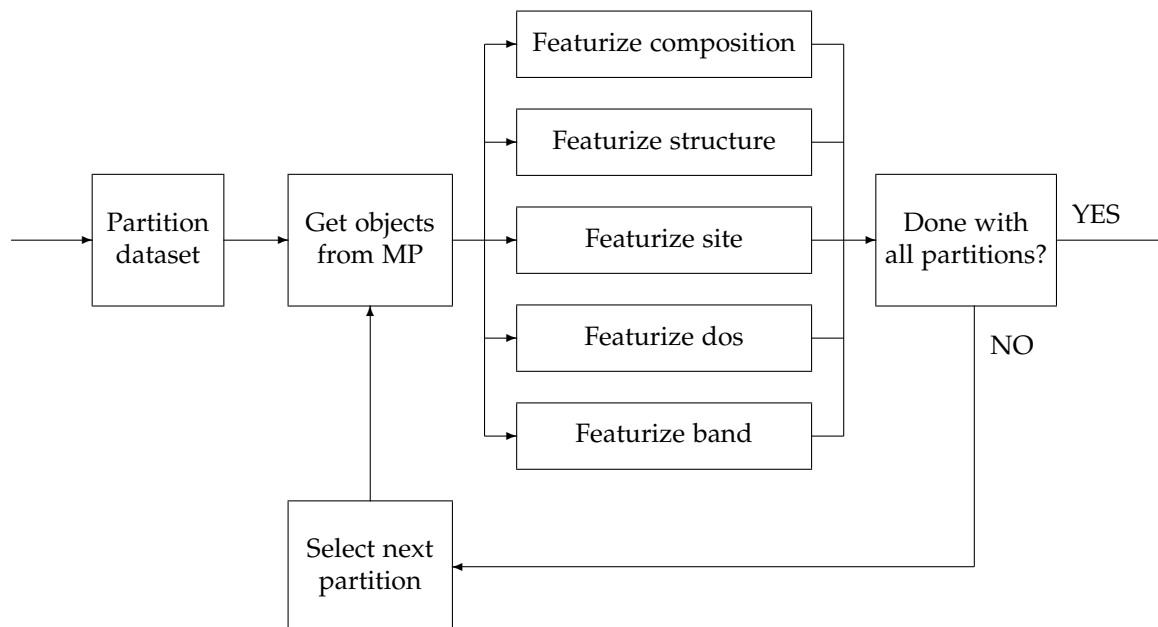 Partition
dataset
Get objects
from MP
Featurize composition
Featurize structure
Featurize site
Featurize dos
Featurize band
Done with
all partitions?
YES
NO
Select next
partition